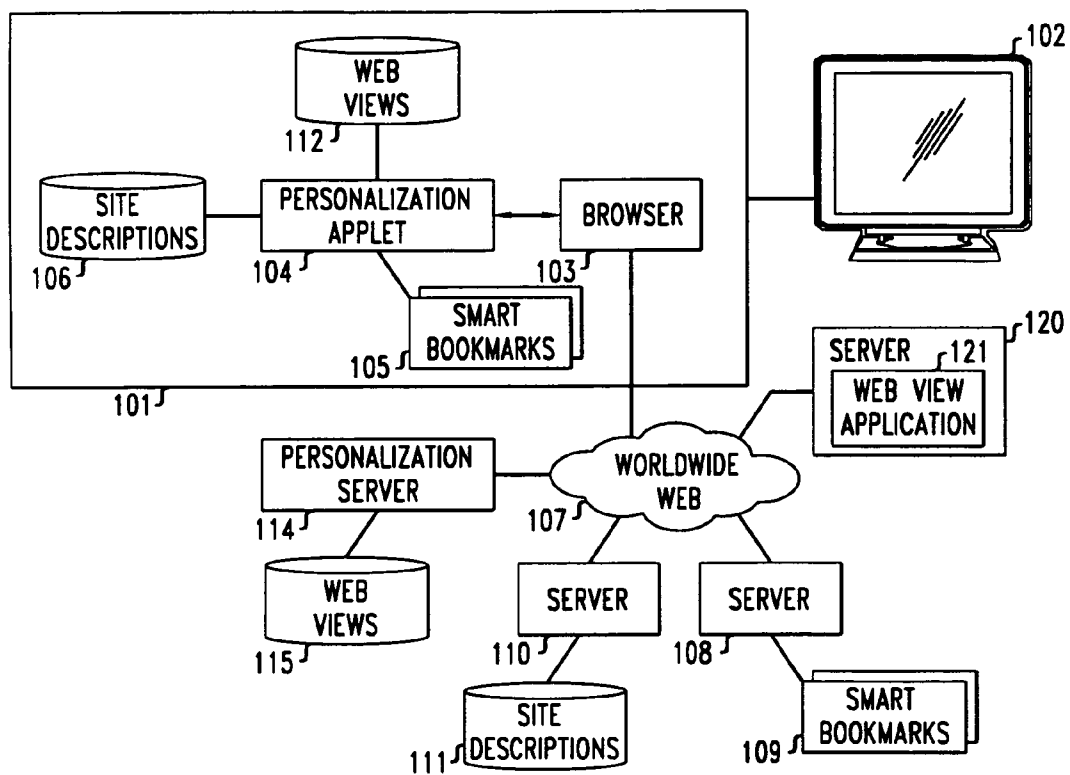 WEB
VIEWS
112
102
SITE
DESCRIPTIONS
106
PERSONALIZATION
APPLET
104
BROWSER
103
SMART
BOOKMARKS
105
101
120
SERVER
121
WEB VIEW
APPLICATION
PERSONALIZATION
SERVER
114
WORLDWIDE
WEB
107
WEB
VIEWS
115
SERVER
110
SERVER
108
SITE
DESCRIPTIONS
111
SMART
BOOKMARKS
109